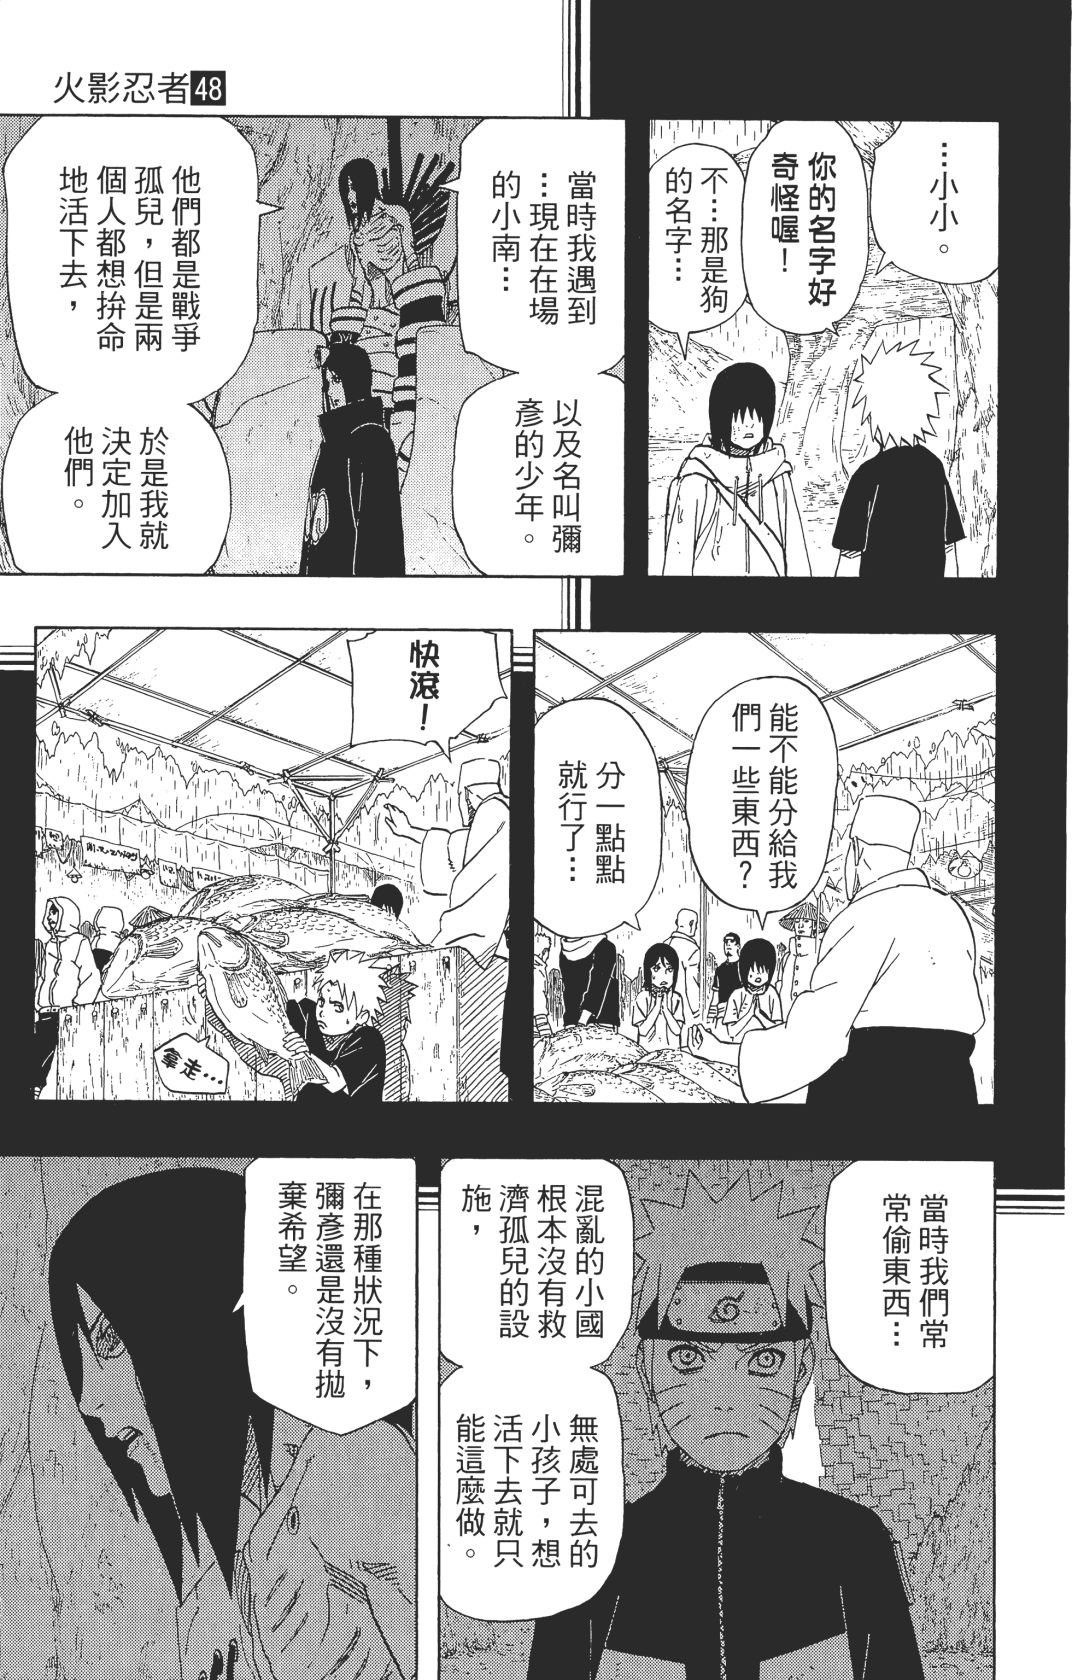 火影忍者48
…小小。
你的名字好
奇怪喔！
不…那是狗
的名字…
當時我遇到
…現在在場
的小南…
以及名叫彌
彥的少年。
他們都是戰爭
孤兒，但是兩
個人都想拚命
地活下去，
於是我就
決定加入
他們。
能不能分給我
們一些東西？
分一點點
就行了…
快滾！
拿走…
當時我們常
常偷東西…
混亂的小國
根本沒有救
濟孤兒的設
施，
無處可去的
小孩子，想
活下去就只
能這麼做。
在那種狀況下，
彌彥還是沒有拋
棄希望。